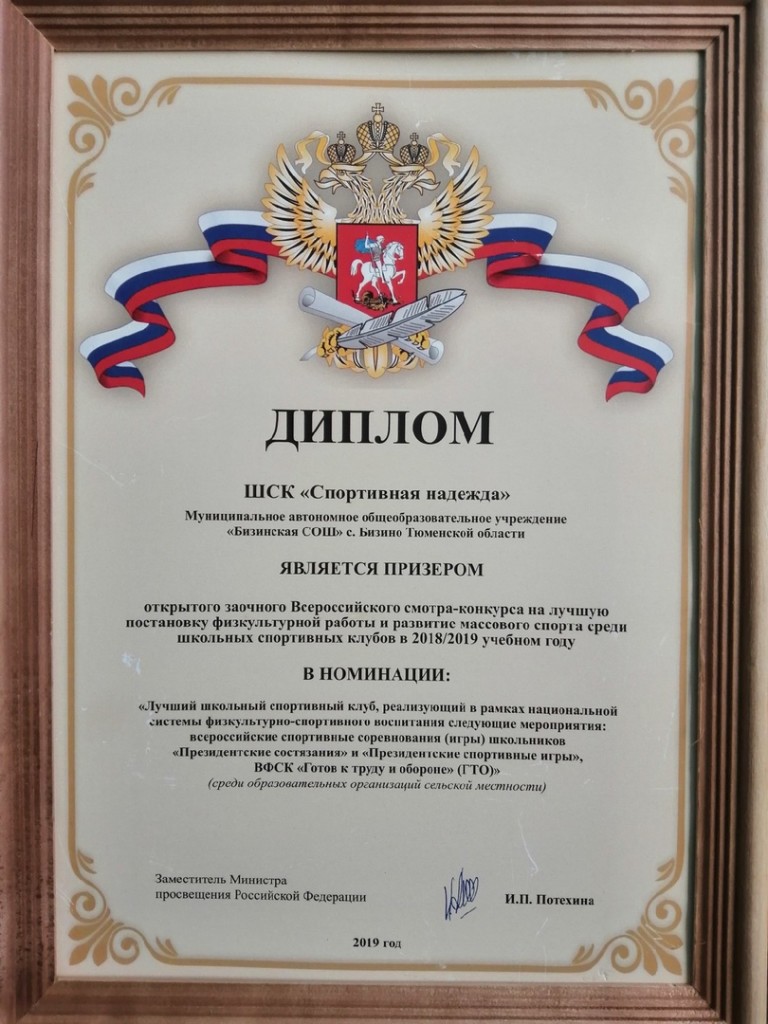 ДИПЛОМ
ШСК «Спортивная надежда»
Муниципальное автономное общеобразовательное учреждение
«Бизинская СОШ» с. Бизино Тюменской области
ЯВЛЯЕТСЯ ПРИЗЕРОМ
открытого заочного Всероссийского смотра-конкурса на лучшую
постановку физкультурной работы и развитие массового спорта среди
школьных спортивных клубов в 2018/2019 учебном году
В НОМИНАЦИИ:
«Лучший школьный спортивный клуб, реализующий в рамках национальной
системы физкультурно-спортивного воспитания следующие мероприятия:
всероссийские спортивные соревнования (игры) школьников
«Президентские состязания» и «Президентские спортивные игры»,
ВФСК «Готов к труду и обороне» (ГТО)»
(среди образовательных организаций сельской местности)
Заместитель Министра
просвещения Российской Федерации
И.П. Потехина
2019 год